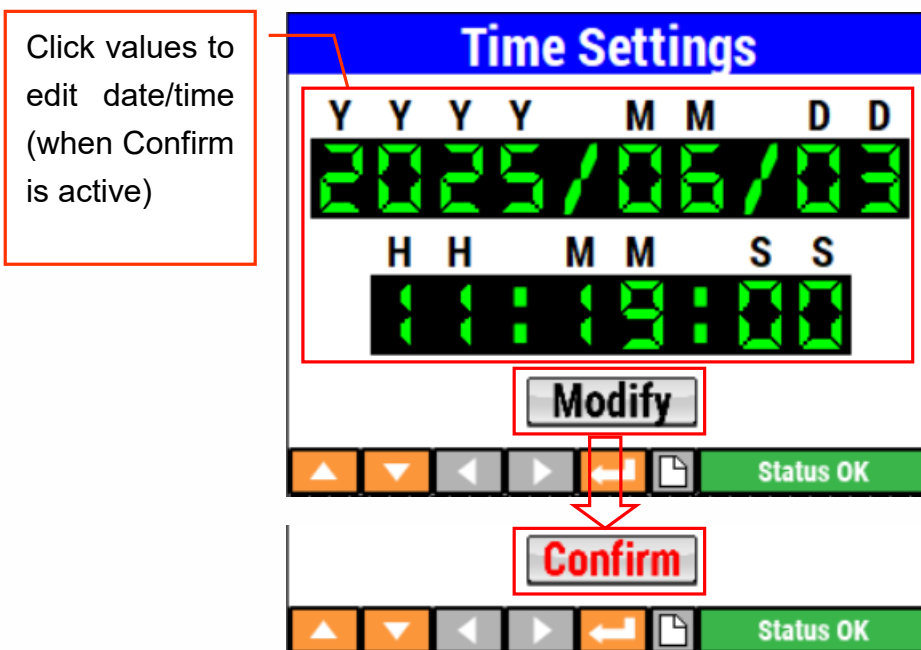 Click values to
edit date/time
(when Confirm
is active)
Time Settings
Y Y Y Y M M D D
2025/06/03
H H M M S S
11:19:00
Modify
Status OK
Confirm
Status OK